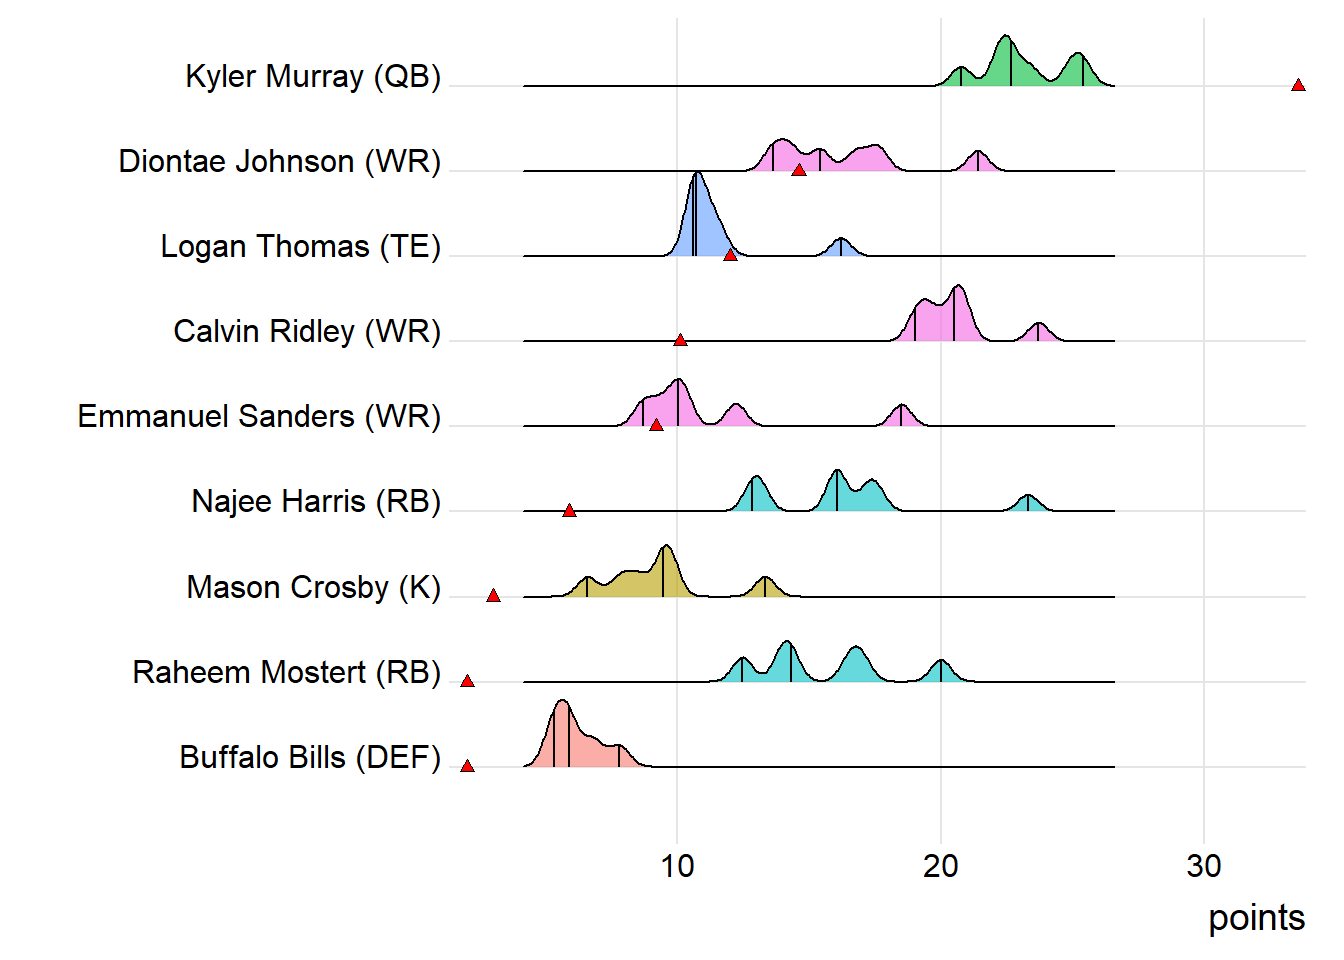 Kyler Murray (QB)
Diontae Johnson (WR)
Logan Thomas (TE)
Calvin Ridley (WR)
Emmanuel Sanders (WR)
Najee Harris (RB)
Mason Crosby (K)
Raheem Mostert (RB)
Buffalo Bills (DEF)
10 20 30
points